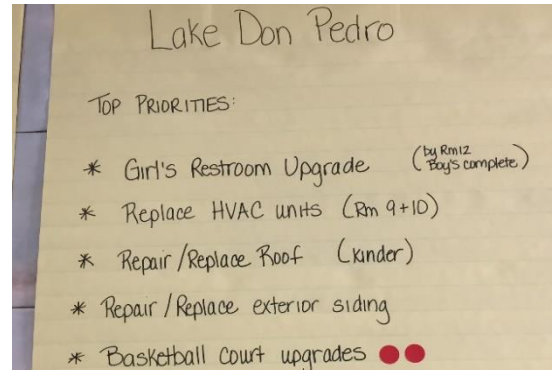 Lake Don Pedro
TOP PRIORITIES:
* Girl's Restroom Upgrade (by Rm12 Boy's complete)
* Replace HVAC units (Rm 9+10)
* Repair/Replace Roof (kinder)
* Repair/Replace exterior siding
* Basketball Court upgrades